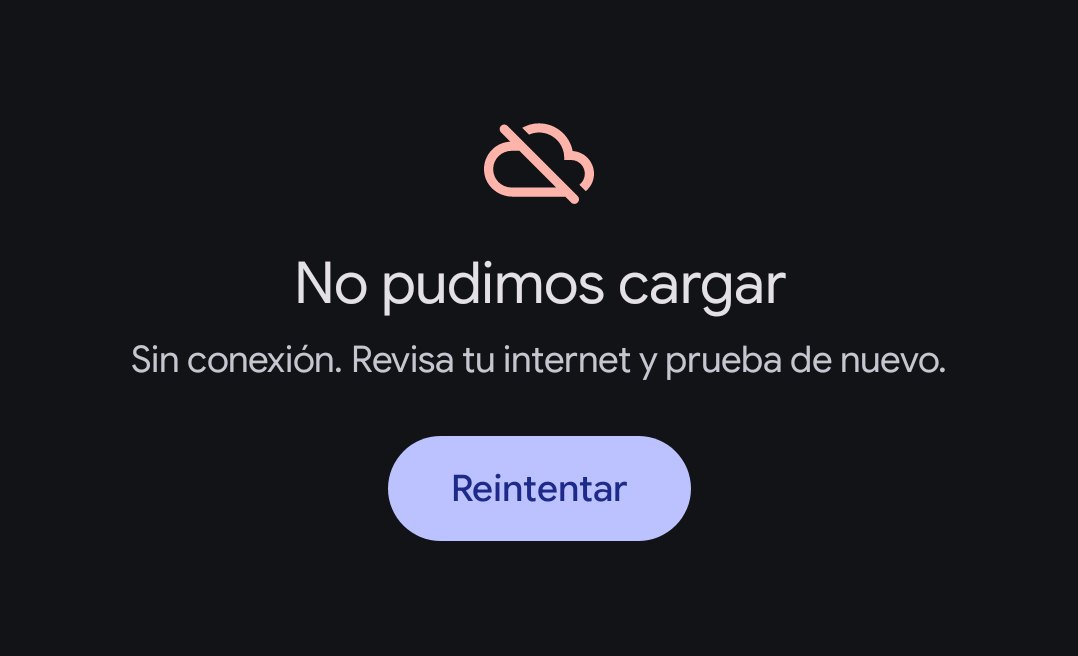 No pudimos cargar
Sin conexión. Revisa tu internet y prueba de nuevo.
Reintentar